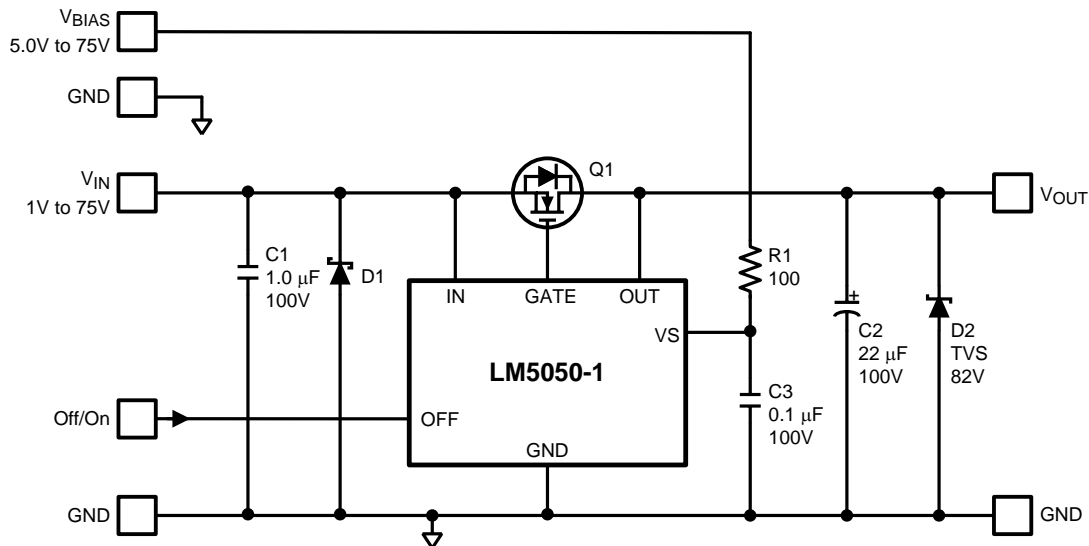 VBIAS
5.0V to 75V
GND
VIN
1V to 75V
Q1
VOUT
C1
1.0 μF
100V
D1
IN
GATE
OUT
R1
100
VS
LM5050-1
C2
22 μF
100V
+
D2
TVS
82V
C3
0.1 μF
100V
Off/On
OFF
GND
GND
GND